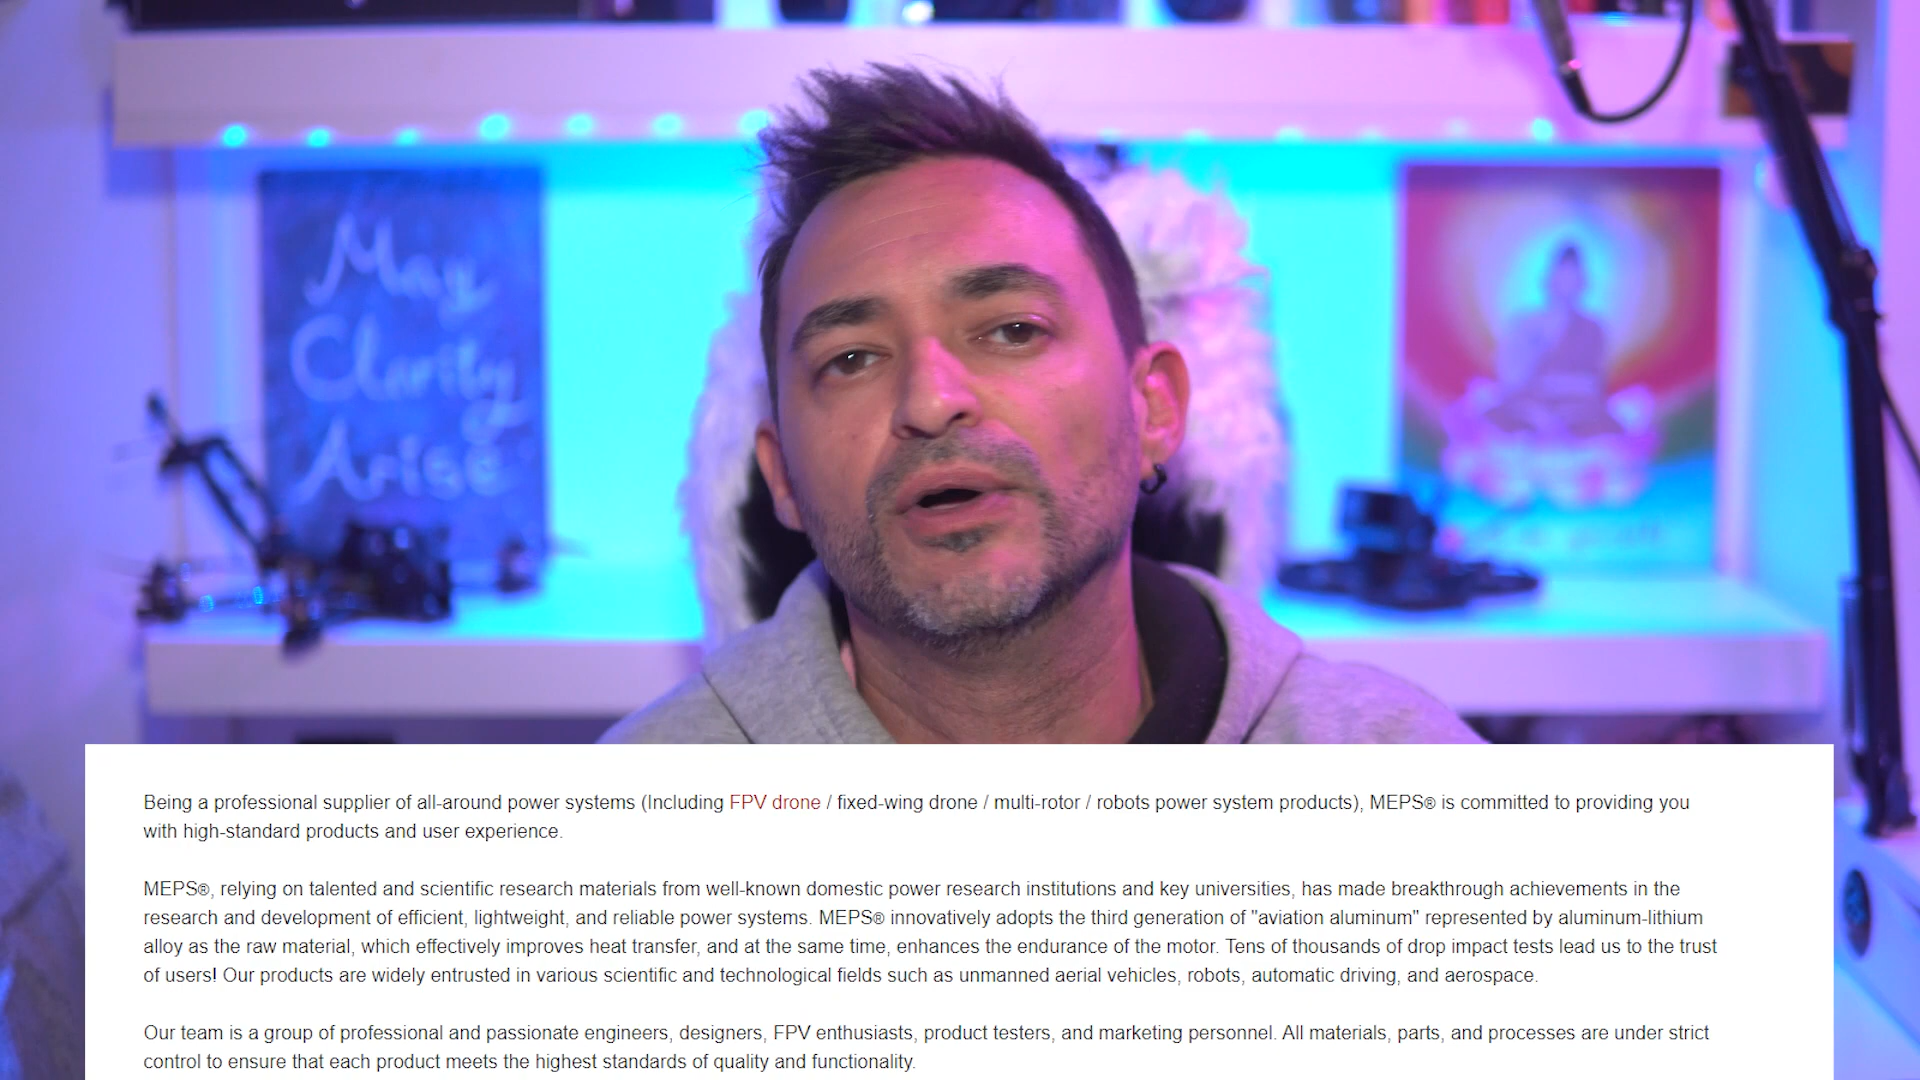 May
Clarity
Arise
Being a professional supplier of all-around power systems (Including FPV drone / fixed-wing drone / multi-rotor / robots power system products), MEPS® is committed to providing you
with high-standard products and user experience.
MEPS®, relying on talented and scientific research materials from well-known domestic power research institutions and key universities, has made breakthrough achievements in the
research and development of efficient, lightweight, and reliable power systems. MEPS® innovatively adopts the third generation of "aviation aluminum" represented by aluminum-lithium
alloy as the raw material, which effectively improves heat transfer, and at the same time, enhances the endurance of the motor. Tens of thousands of drop impact tests lead us to the trust
of users! Our products are widely entrusted in various scientific and technological fields such as unmanned aerial vehicles, robots, automatic driving, and aerospace.
Our team is a group of professional and passionate engineers, designers, FPV enthusiasts, product testers, and marketing personnel. All materials, parts, and processes are under strict
control to ensure that each product meets the highest standards of quality and functionality.